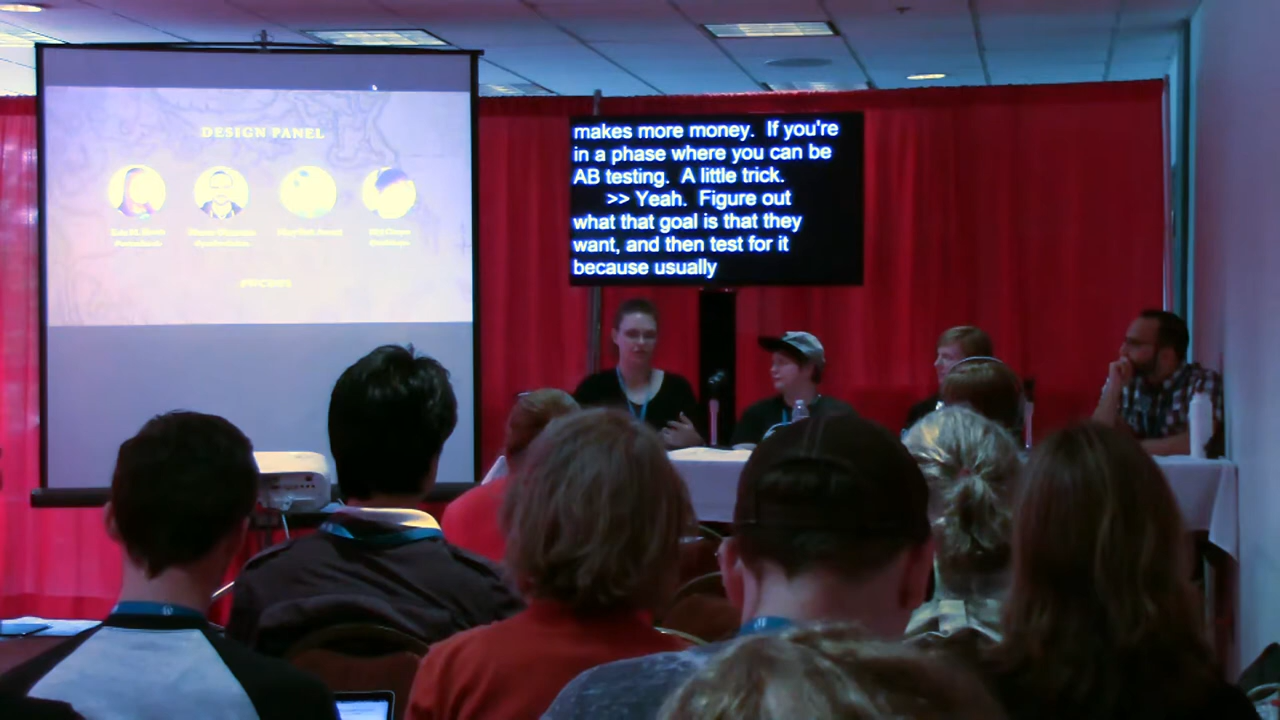 DESIGN PANEL
makes more money.  If you're
in a phase where you can be
AB testing.  A little trick.
>> Yeah.  Figure out
what that goal is that they
want, and then test for it
because usually